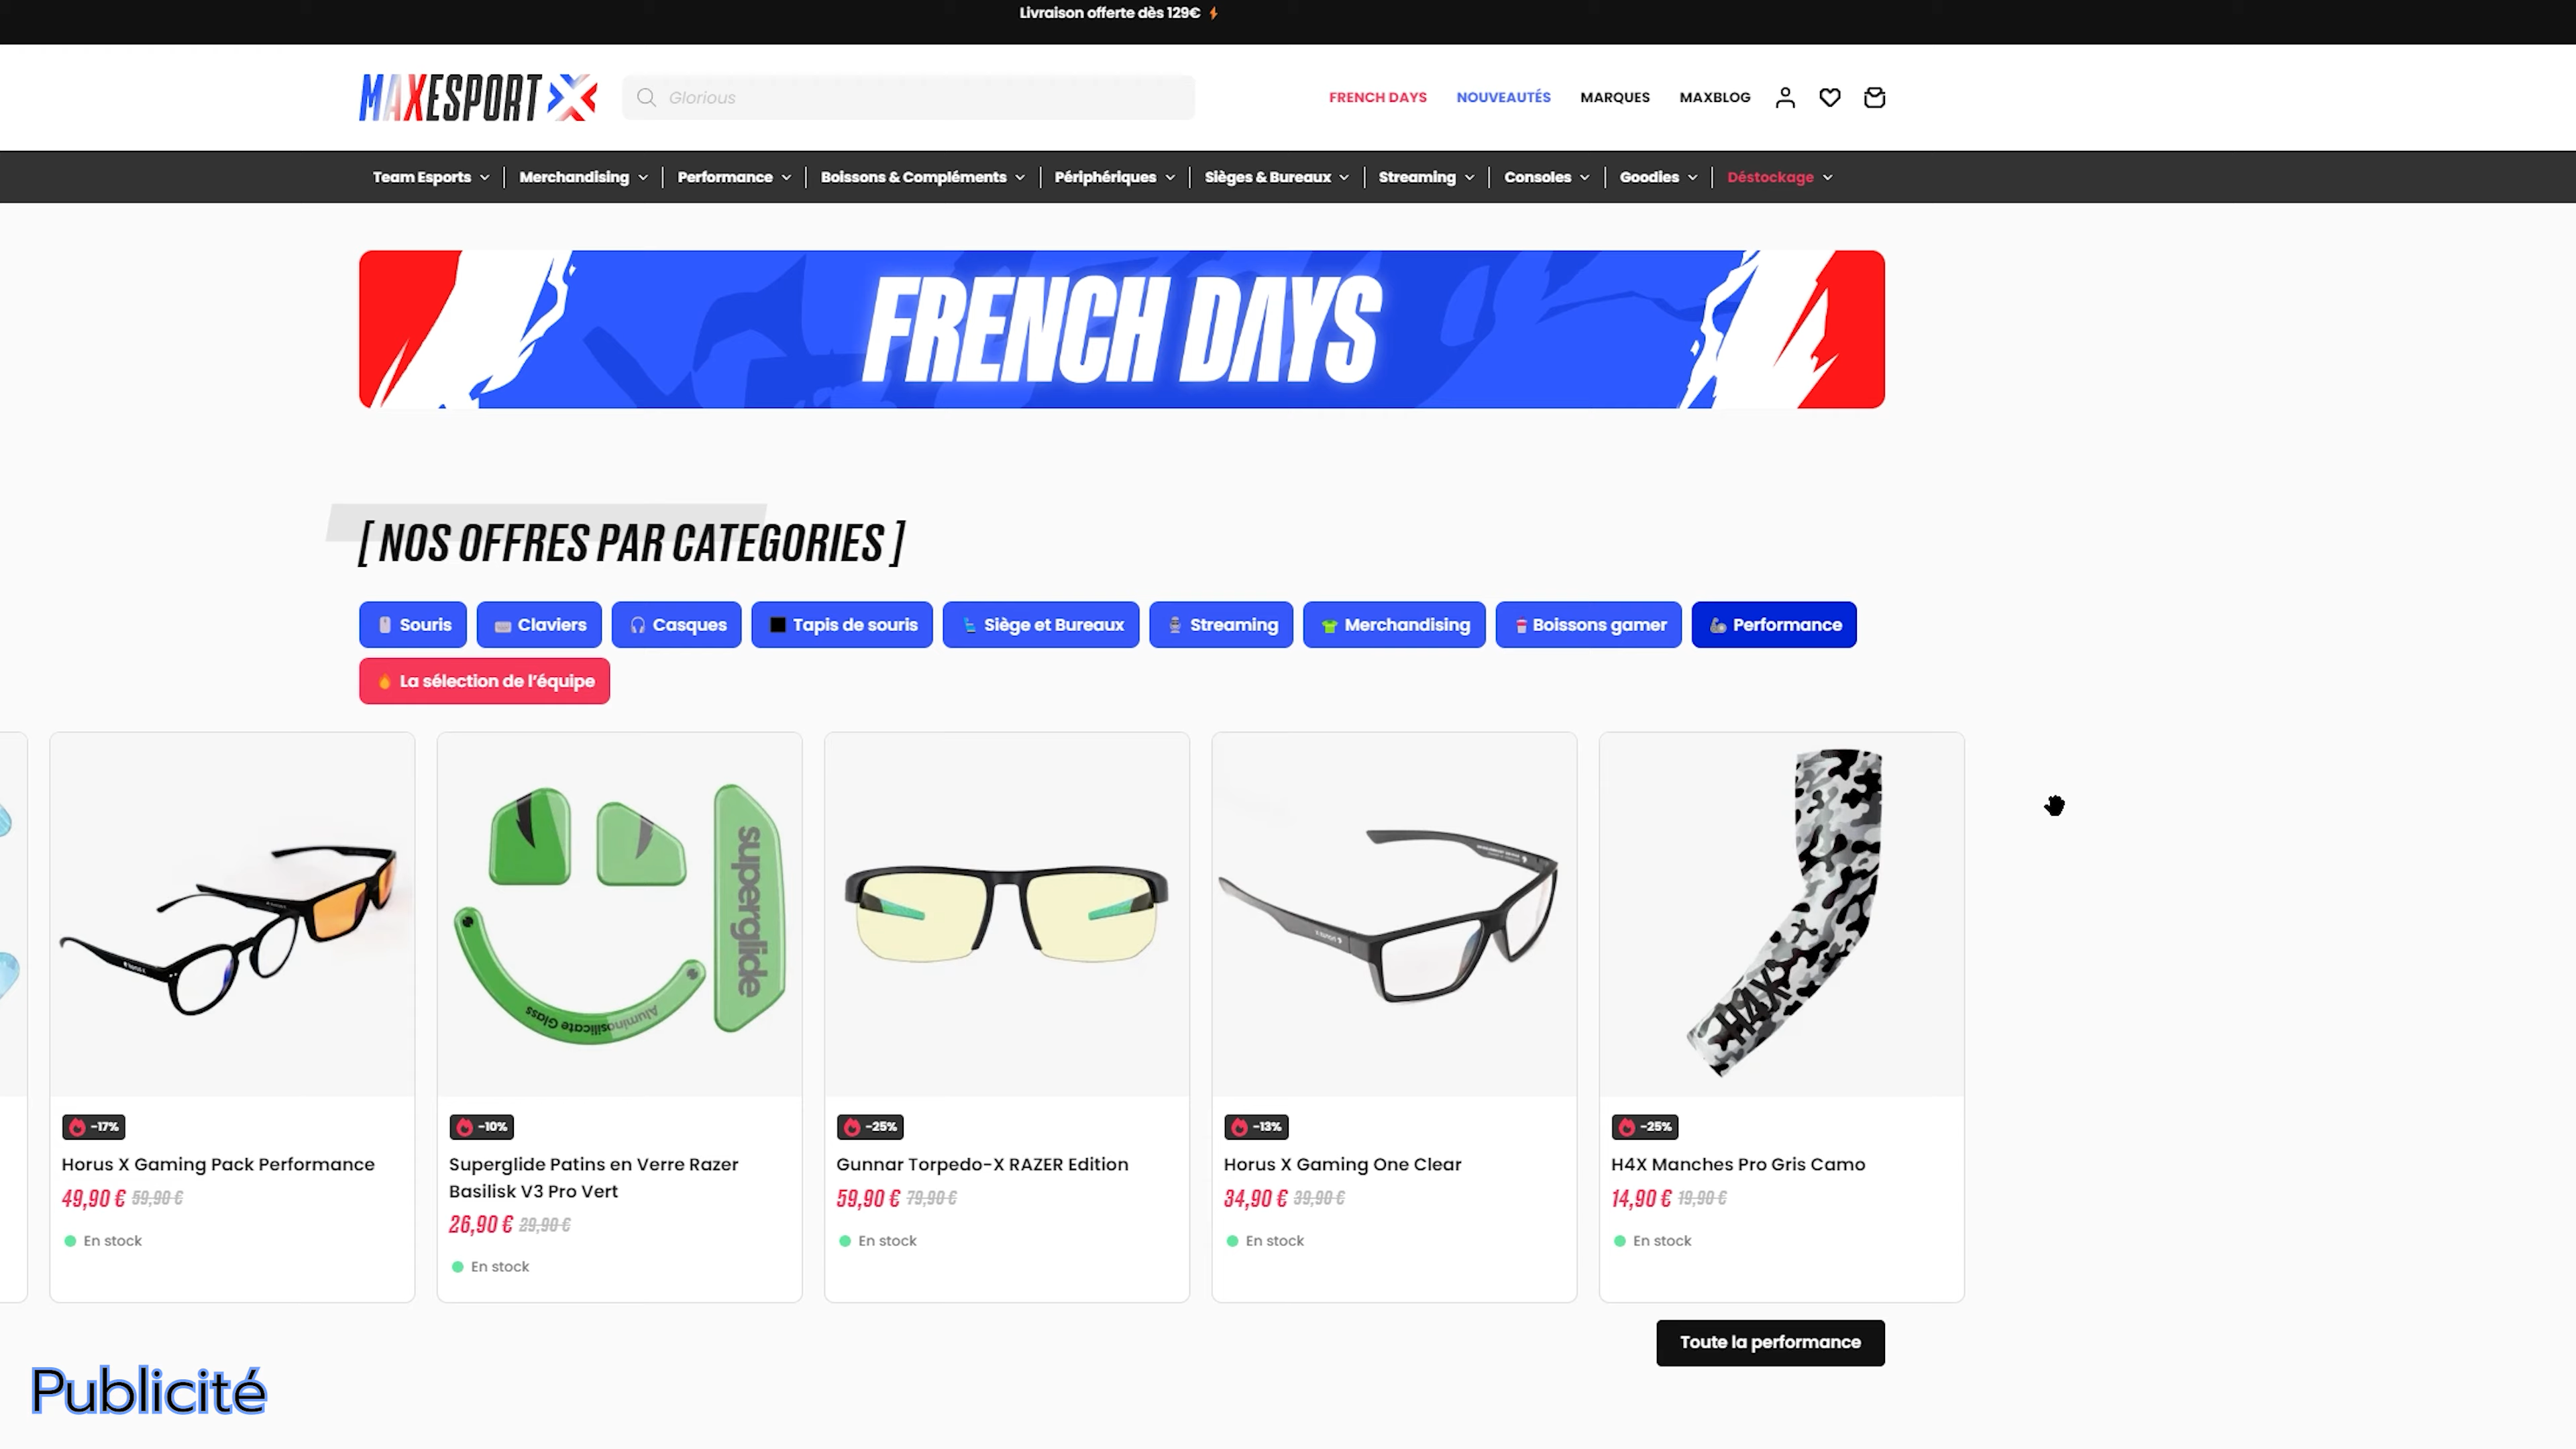 Livraison offerte dès 129€
MAXESPORT
Glorious
FRENCH DAYS
NOUVEAUTÉS
MARQUES
MAXBLOG
Team Esports
Merchandising
Performance
Boissons & Compléments
Périphériques
Sièges & Bureaux
Streaming
Consoles
Goodies
Déstockage
FRENCH DAYS
[ NOS OFFRES PAR CATEGORIES ]
Souris
Claviers
Casques
Tapis de souris
Siège et Bureaux
Streaming
Merchandising
Boissons gamer
Performance
La sélection de l'équipe
superglide
Aluminosilicate Glass
H4X
-17%
Horus X Gaming Pack Performance
49,90 € 59,90 €
En stock
-10%
Superglide Patins en Verre Razer
Basilisk V3 Pro Vert
26,90 € 29,90 €
En stock
-25%
Gunnar Torpedo-X RAZER Edition
59,90 € 79,90 €
En stock
-13%
Horus X Gaming One Clear
34,90 € 39,90 €
En stock
-25%
H4X Manches Pro Gris Camo
14,90 € 19,90 €
En stock
Toute la performance
Publicité